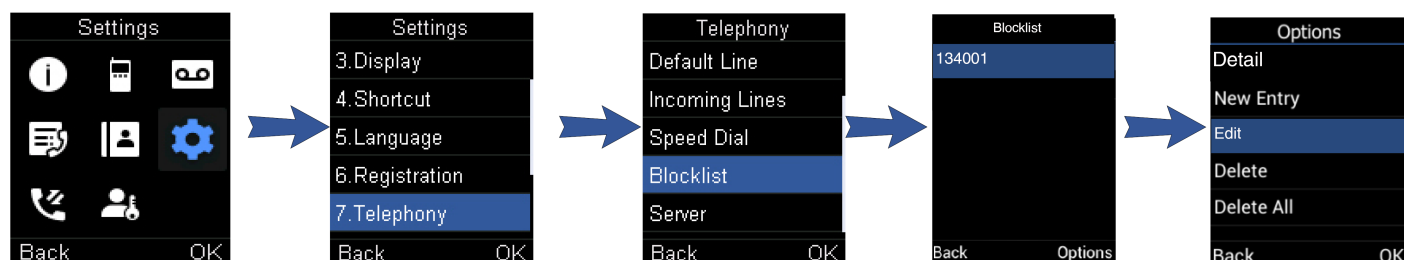 Settings
Back OK
Settings
3.Display
4.Shortcut
5.Language
6.Registration
7.Telephony
Back OK
Telephony
Default Line
Incoming Lines
Speed Dial
Blocklist
Server
Back OK
Blocklist
134001
Back Options
Options
Detail
New Entry
Edit
Delete
Delete All
Back OK